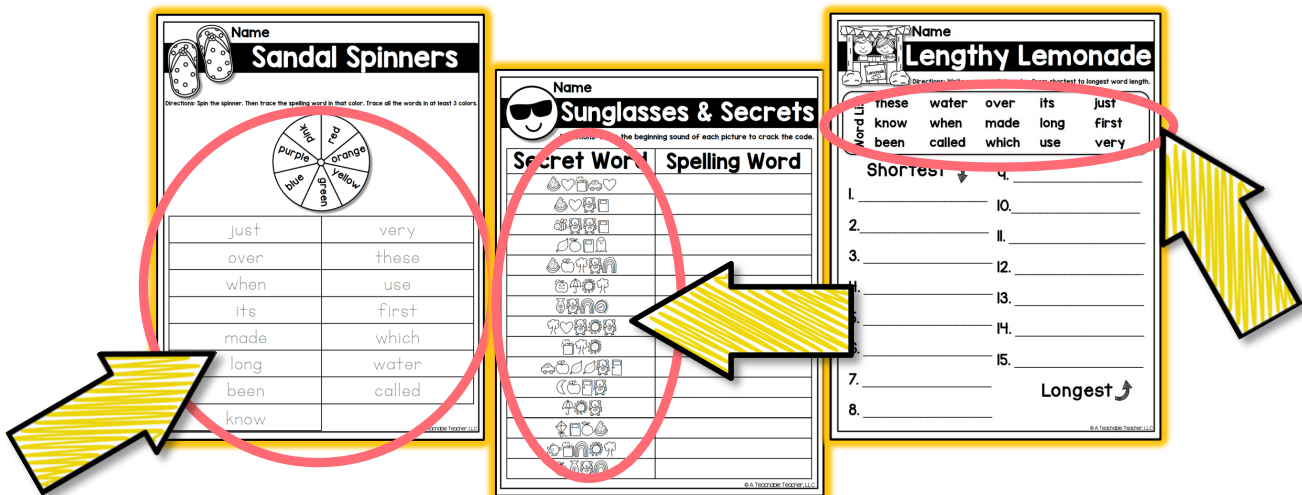 Name
Sandal Spinners
Directions: Spin the spinner. Then trace the spelling word in that color. Trace all the words in at least 3 colors.
pink
red
purple
orange
blue
green
yellow
just very
over these
when use
its first
made which
long water
been called
know
Teachable Teacher, LLC
Name
Sunglasses & Secrets
the beginning sound of each picture to crack the code.
Secret Word Spelling Word
© A Teachable Teacher, LLC
Name
Lengthy Lemonade
Directions: from shortest to longest word length.
Lemonade
these water over its just
know when made long first
been called which use very
Shortest
1.
2.
3.
7.
8.
9.
10.
11.
12.
13.
14.
15.
Longest
© A Teachable Teacher, LLC